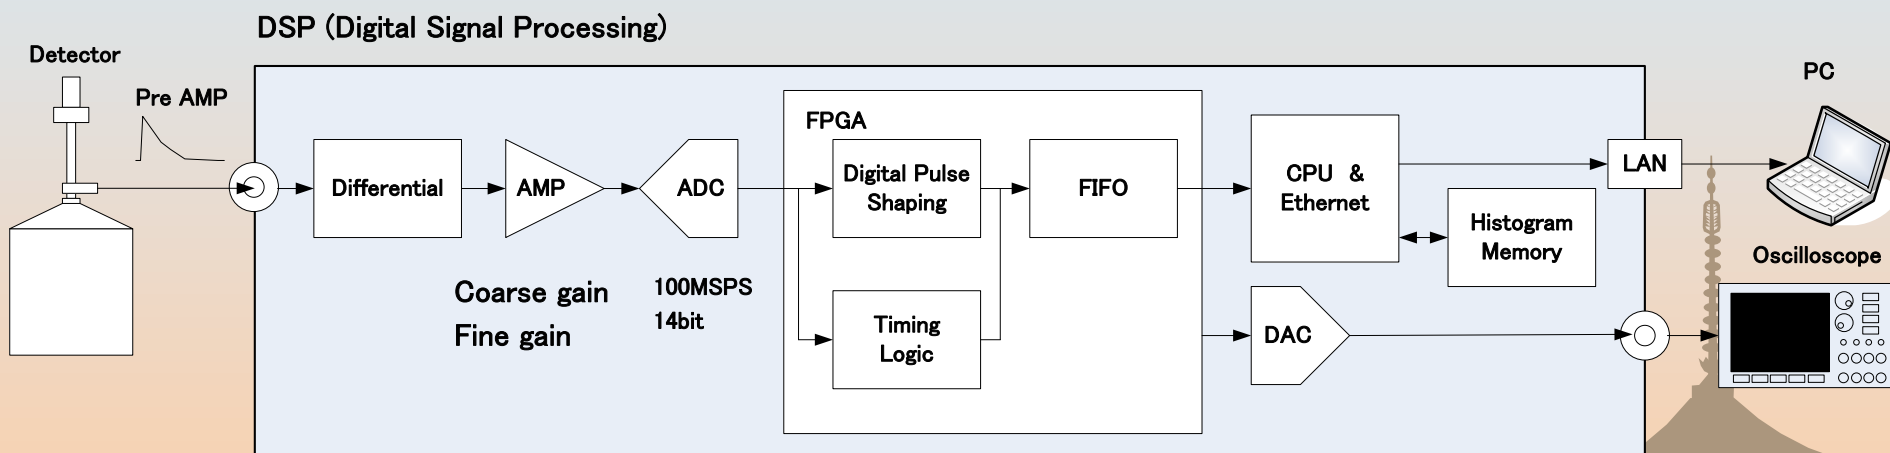 DSP (Digital Signal Processing)
Detector
Pre AMP
PC
FPGA
Differential
AMP
ADC
Digital Pulse
Shaping
FIFO
CPU &
Ethernet
LAN
Histogram
Memory
Oscilloscope
Coarse gain
Fine gain
100MSPS
14bit
Timing
Logic
DAC